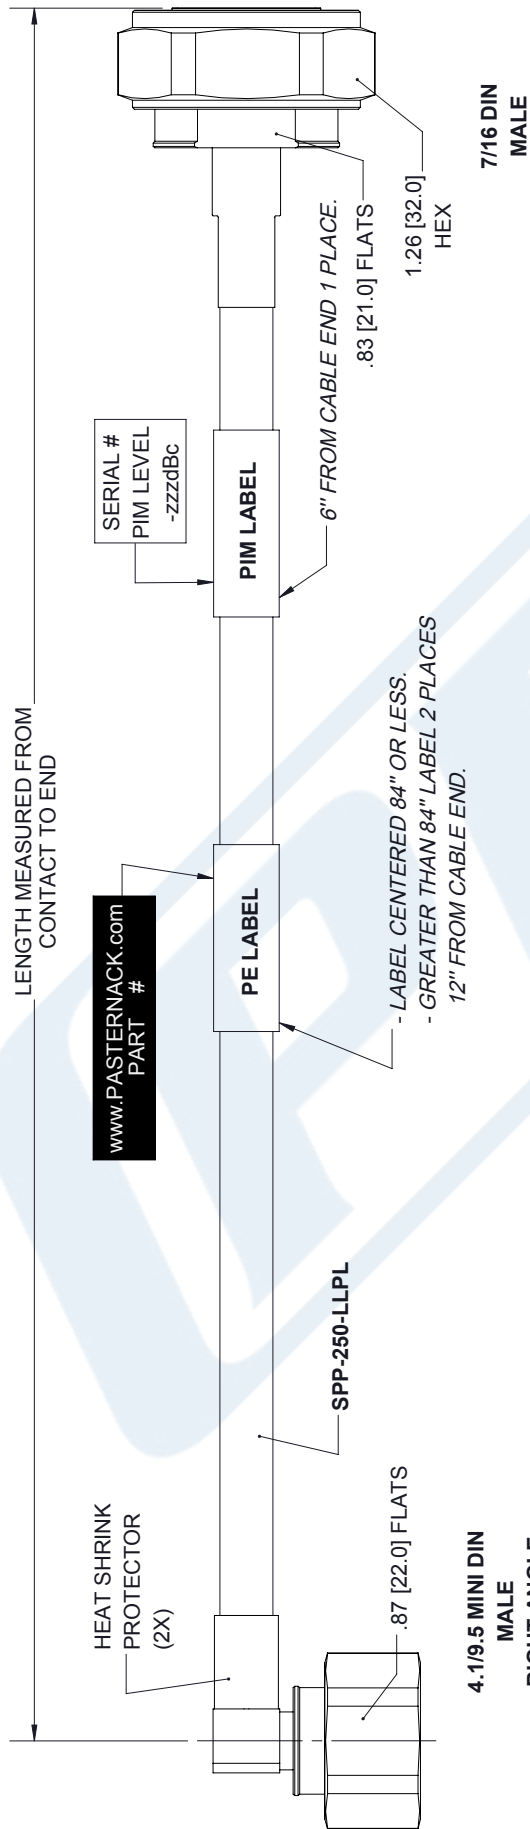 LENGTH MEASURED FROM
CONTACT TO END
HEAT SHRINK
PROTECTOR
(2X)
www.PASTERNACK.com
PART #
SERIAL #
PIM LEVEL
-zzzdBc
PE LABEL
PIM LABEL
SPP-250-LLPL
- LABEL CENTERED 84" OR LESS.
- GREATER THAN 84" LABEL 2 PLACES
12" FROM CABLE END.
6" FROM CABLE END 1 PLACE.
.83 [21.0] FLATS
1.26 [32.0]
HEX
.87 [22.0] FLATS
4.1/9.5 MINI DIN
MALE
RIGHT ANGLE
7/16 DIN
MALE